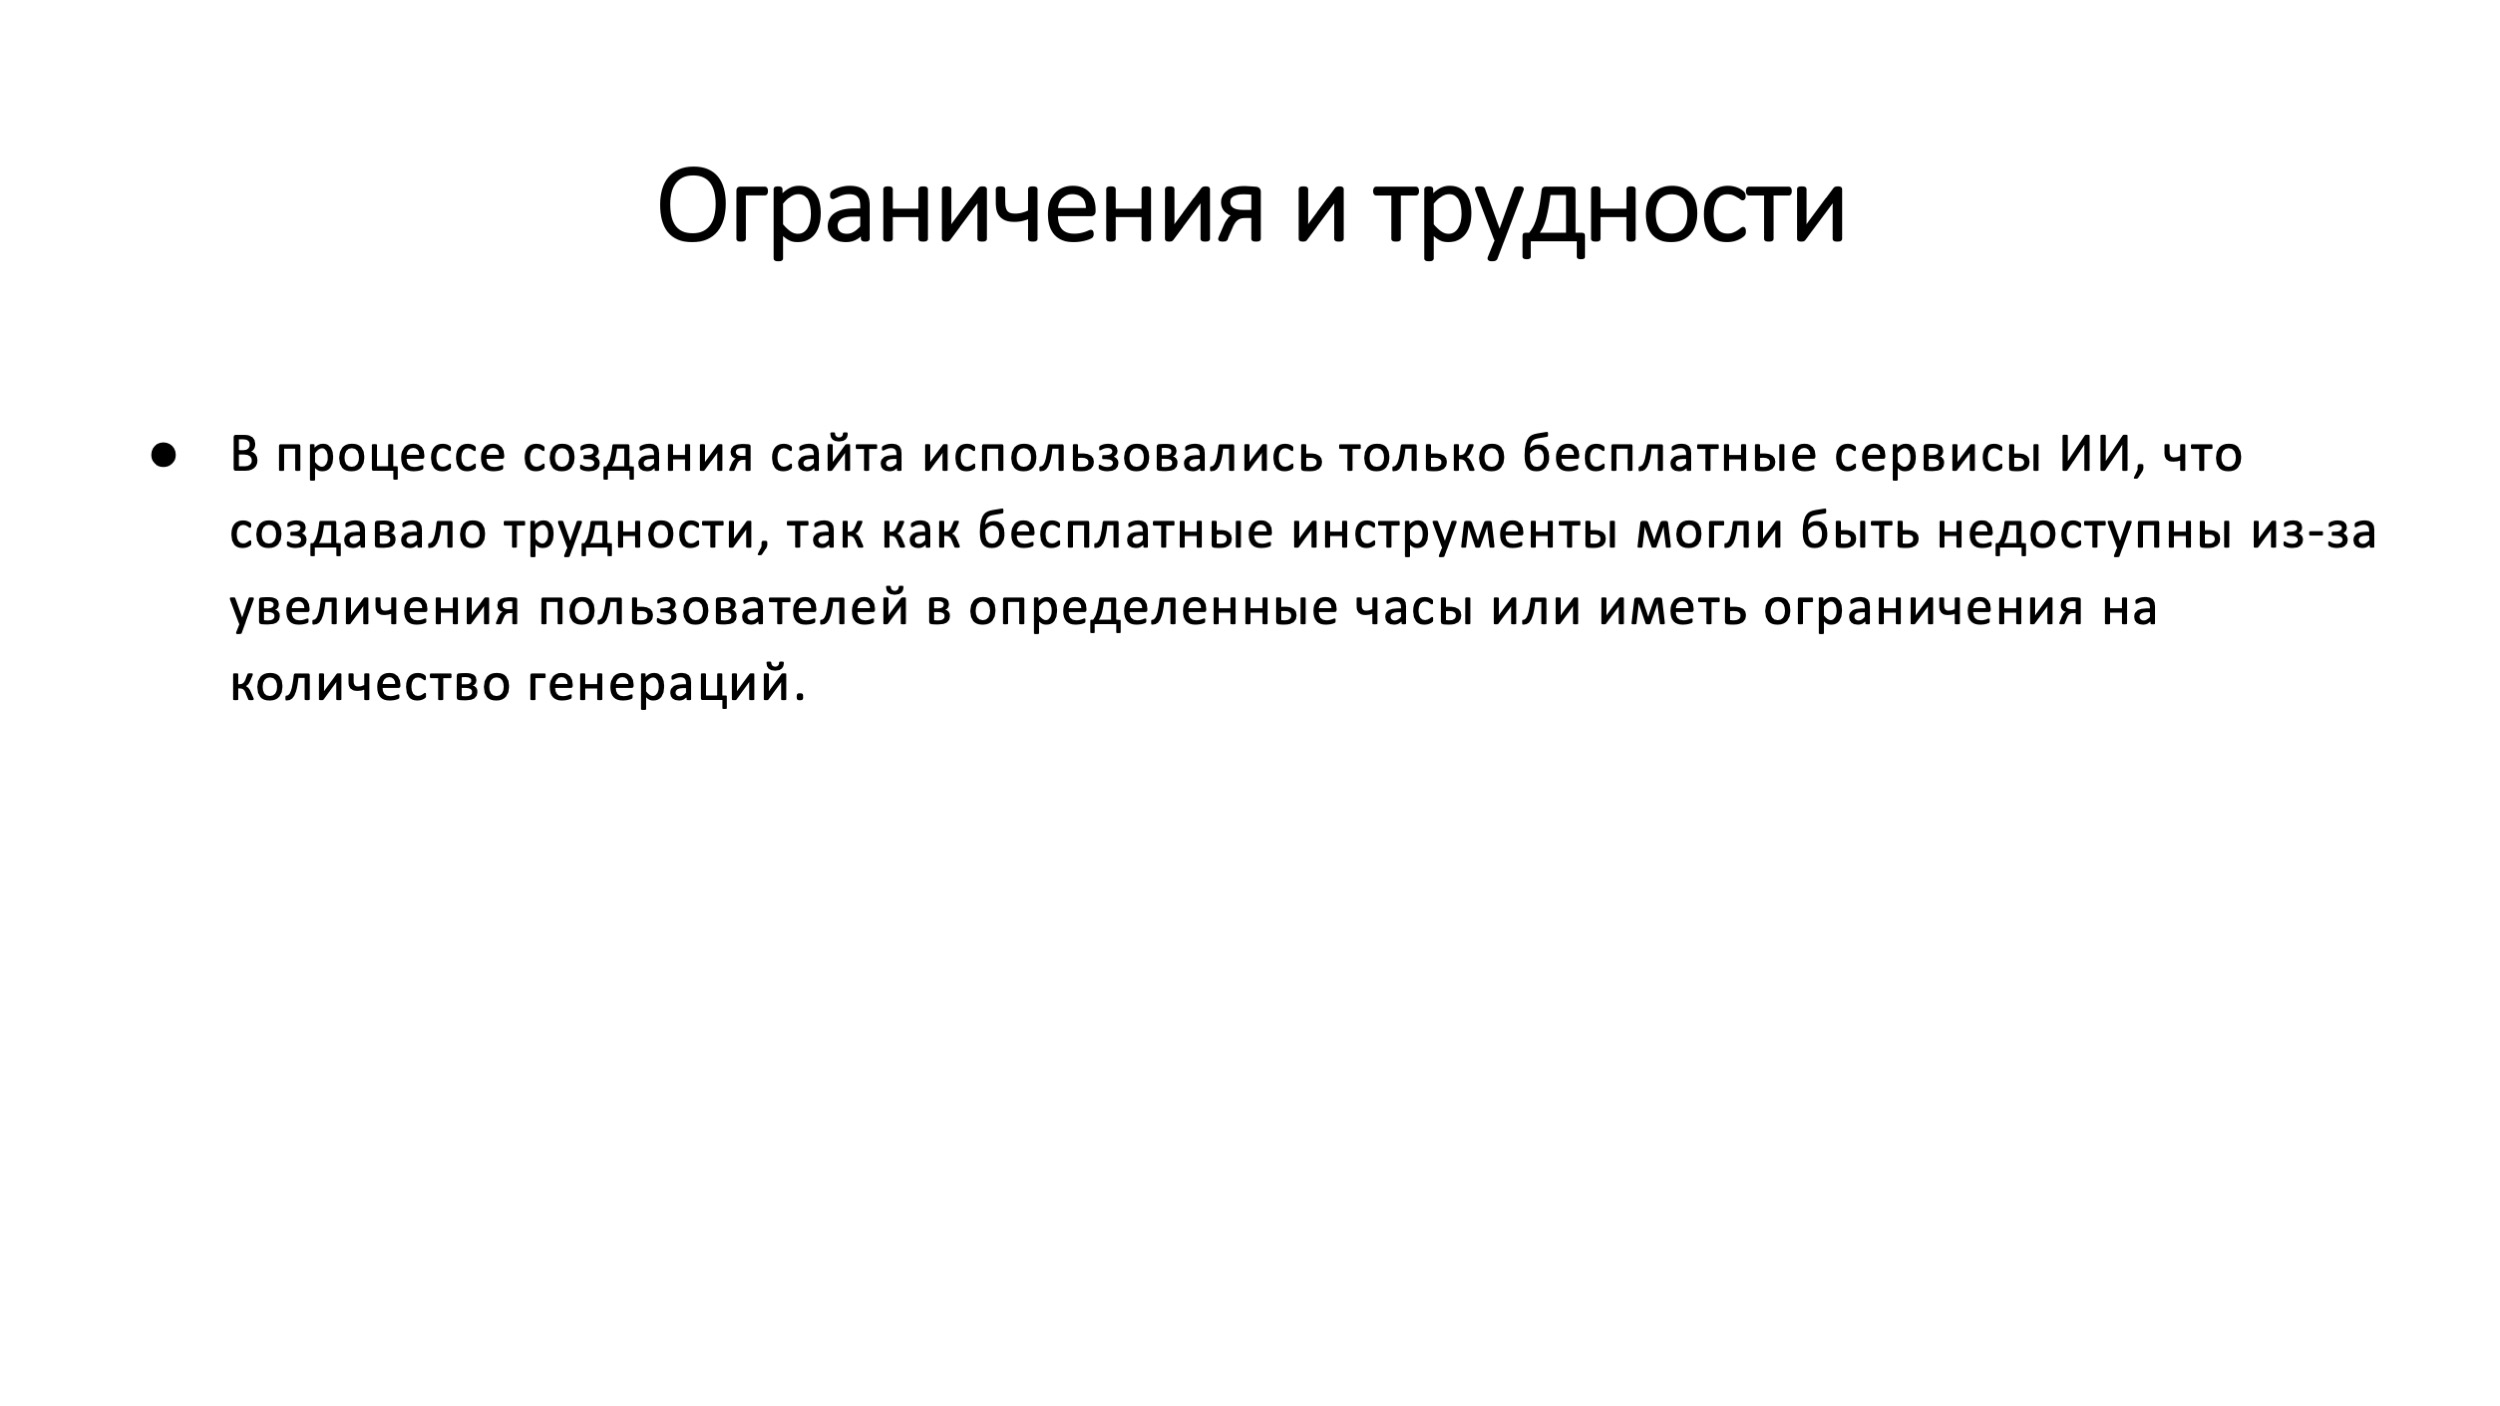 Ограничения и трудности
• В процессе создания сайта использовались только бесплатные сервисы ИИ, что
создавало трудности, так как бесплатные инструменты могли быть недоступны из-за
увеличения пользователей в определенные часы или иметь ограничения на
количество генераций.